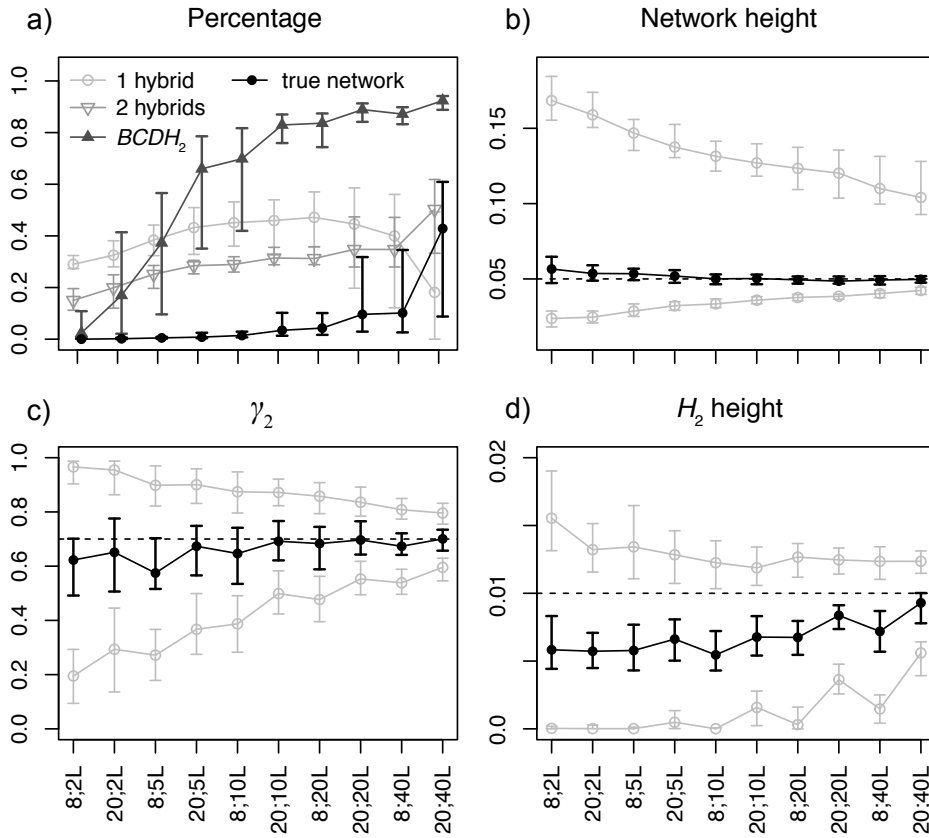 a) Percentage
1.0
0.8
0.6
0.4
0.2
0.0
1 hybrid
true network
2 hybrids
BCDH₂
b) Network height
0.15
0.10
0.05
c) γ₂
1.0
0.8
0.6
0.4
0.2
0.0
8;2L
20;2L
8;5L
20;5L
8;10L
20;10L
8;20L
20;20L
8;40L
20;40L
d) H₂ height
0.02
0.01
0.0
8;2L
20;2L
8;5L
20;5L
8;10L
20;10L
8;20L
20;20L
8;40L
20;40L